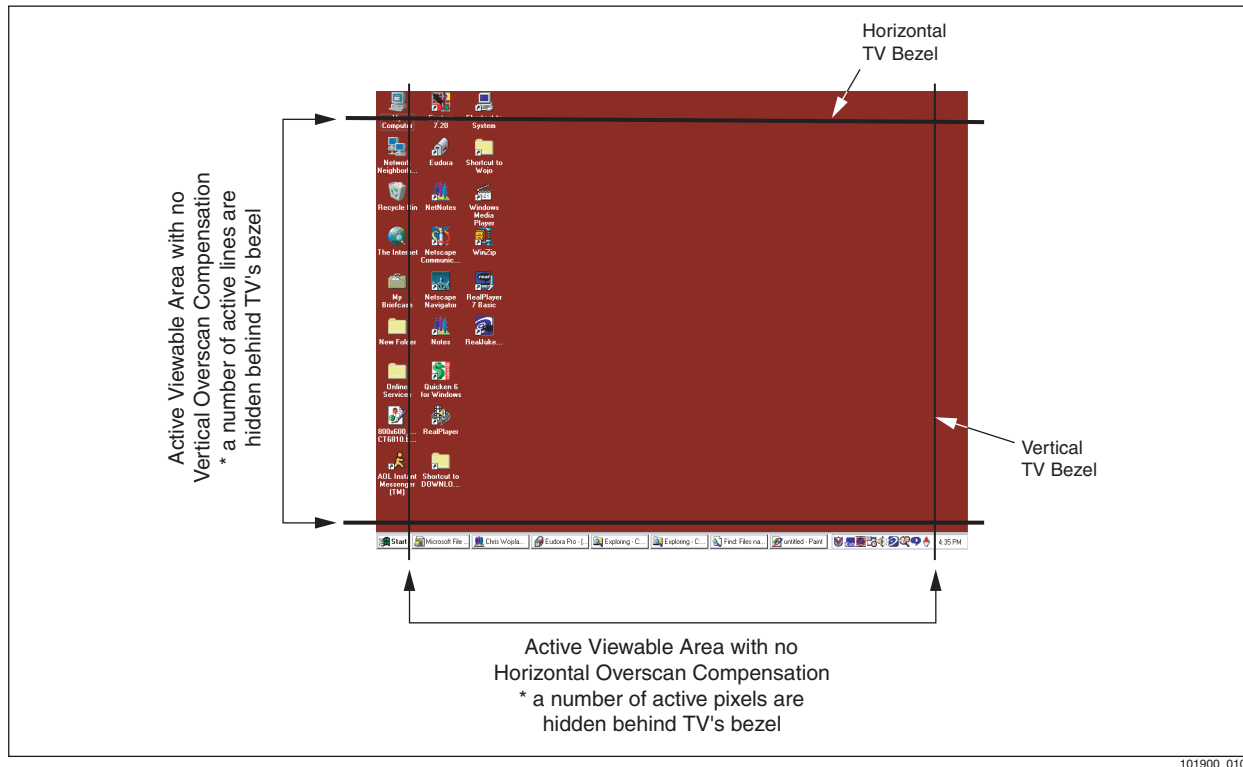 Horizontal
TV Bezel
Computer
7.20
System
Network
Neighborh...
Eudora
Shortcut to
Wojo
Recycle Bin
NetNotes
Windows
Media
Player
The Internet
Netscape
Communic...
WinZip
My
Briefcase
Netscape
Navigator
RealPlayer
7 Basic
New Folder
Notes
RealJuke...
Online
Services
Quicken 6
for Windows
800x600, ...
CT6810.b...
RealPlayer
AOL Instant
Messenger
(TM)
Shortcut to
DOWNLO...
Start
Microsoft File ...
Chris Wojsla...
Eudora Pro - [...
Exploring - C...
Exploring - C...
Find: Files na...
untitled - Paint
4:35 PM
Active Viewable Area with no
Vertical Overscan Compensation
* a number of active lines are
hidden behind TV's bezel
Vertical
TV Bezel
Active Viewable Area with no
Horizontal Overscan Compensation
* a number of active pixels are
hidden behind TV's bezel
101900_010